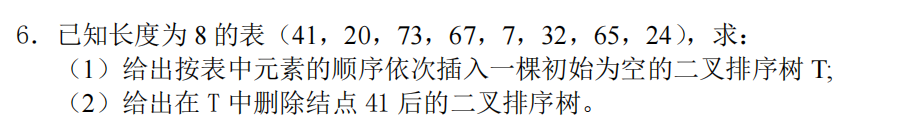 6．已知长度为 8 的表（41，20，73，67，7，32，65，24），求：
（1）给出按表中元素的顺序依次插入一棵初始为空的二叉排序树 T;
（2）给出在 T 中删除结点 41 后的二叉排序树。